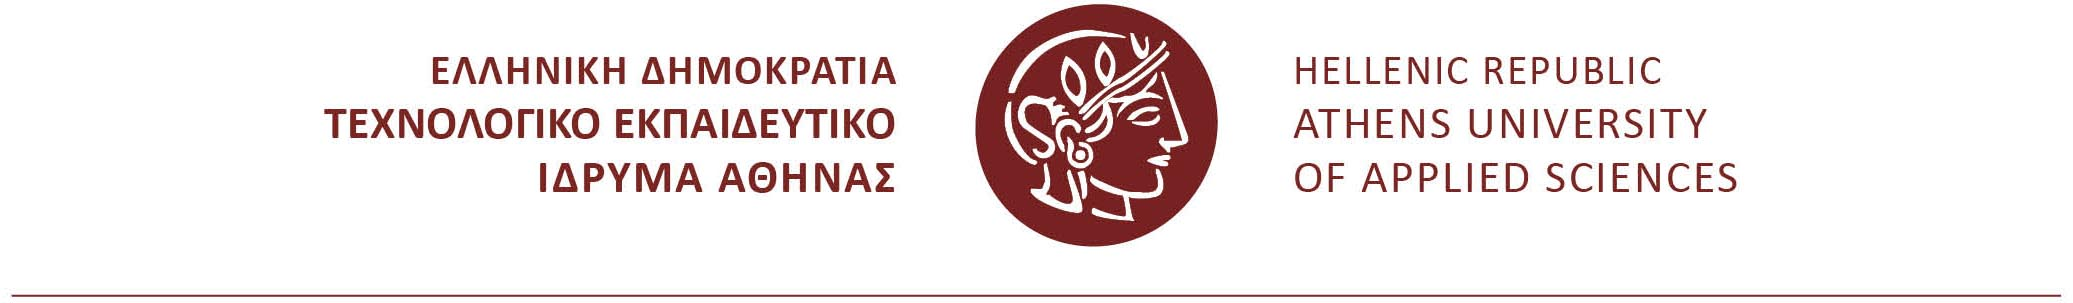 ΕΛΛΗΝΙΚΗ ΔΗΜΟΚΡΑΤΙΑ
ΤΕΧΝΟΛΟΓΙΚΟ ΕΚΠΑΙΔΕΥΤΙΚΟ
ΙΔΡΥΜΑ ΑΘΗΝΑΣ
HELLENIC REPUBLIC
ATHENS UNIVERSITY
OF APPLIED SCIENCES